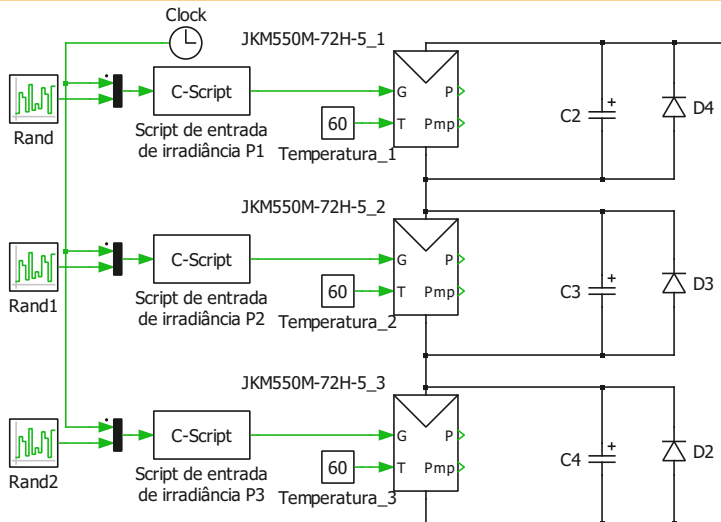 Clock
JKM550M-72H-5_1
Rand
C-Script
Script de entrada
de irradiância P1
60
Temperatura_1
G
P
T
Pmp
C2
+
D4
JKM550M-72H-5_2
Rand1
C-Script
Script de entrada
de irradiância P2
60
Temperatura_2
G
P
T
Pmp
C3
+
D3
JKM550M-72H-5_3
Rand2
C-Script
Script de entrada
de irradiância P3
60
Temperatura_3
G
P
T
Pmp
C4
+
D2